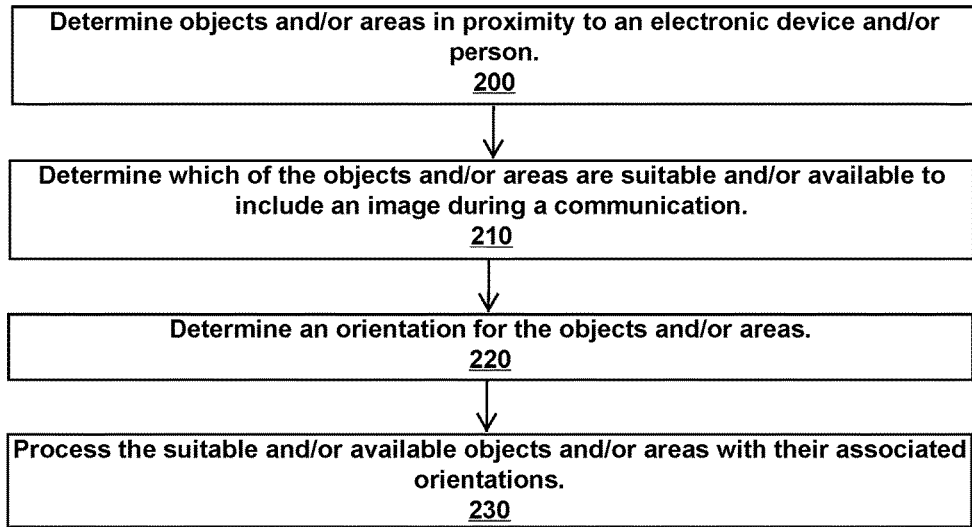 Determine objects and/or areas in proximity to an electronic device and/or
person.
200
Determine which of the objects and/or areas are suitable and/or available to
include an image during a communication.
210
Determine an orientation for the objects and/or areas.
220
Process the suitable and/or available objects and/or areas with their associated
orientations.
230